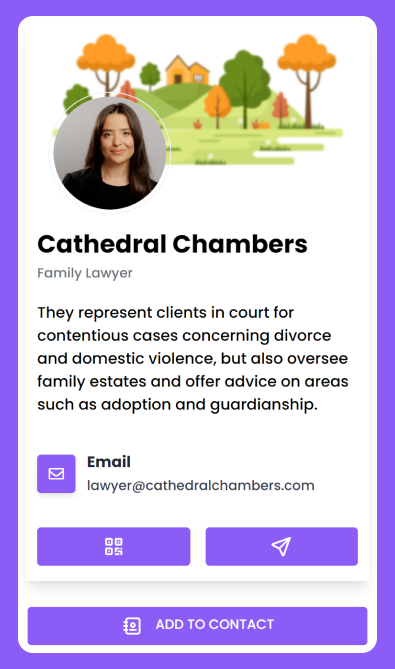 Cathedral Chambers
Family Lawyer
They represent clients in court for
contentious cases concerning divorce
and domestic violence, but also oversee
family estates and offer advice on areas
such as adoption and guardianship.
Email
lawyer@cathedralchambers.com
ADD TO CONTACT